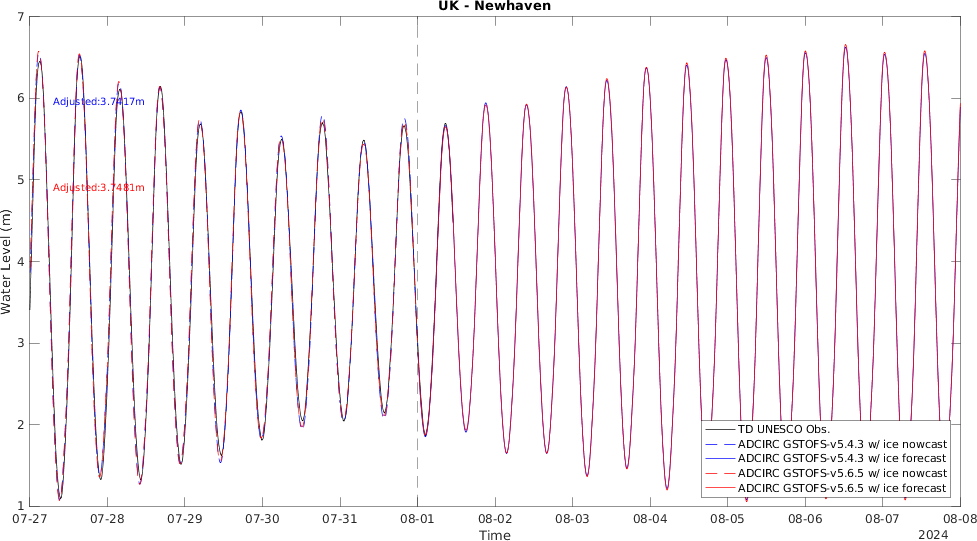 UK - Newhaven
7
6
5
4
3
2
1
Water Level (m)
Adjusted:3.7417m
Adjusted:3.7481m
TD UNESCO Obs.
ADCIRC GSTOFS-v5.4.3 w/ ice nowcast
ADCIRC GSTOFS-v5.4.3 w/ ice forecast
ADCIRC GSTOFS-v5.6.5 w/ ice nowcast
ADCIRC GSTOFS-v5.6.5 w/ ice forecast
07-27 07-28 07-29 07-30 07-31 08-01 08-02 08-03 08-04 08-05 08-06 08-07 08-08
Time
2024